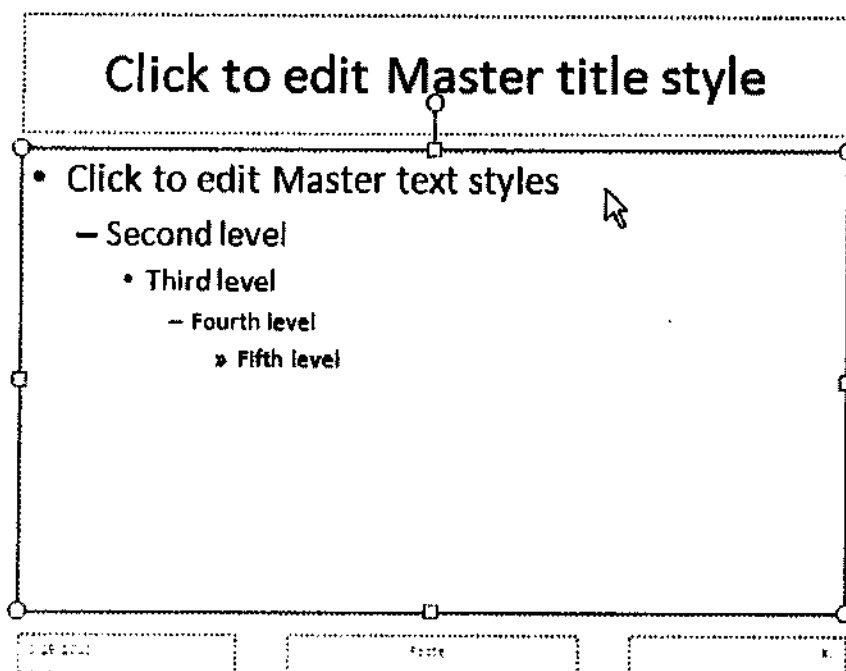 Click to edit Master title style
• Click to edit Master text styles
– Second level
• Third level
– Fourth level
» Fifth level